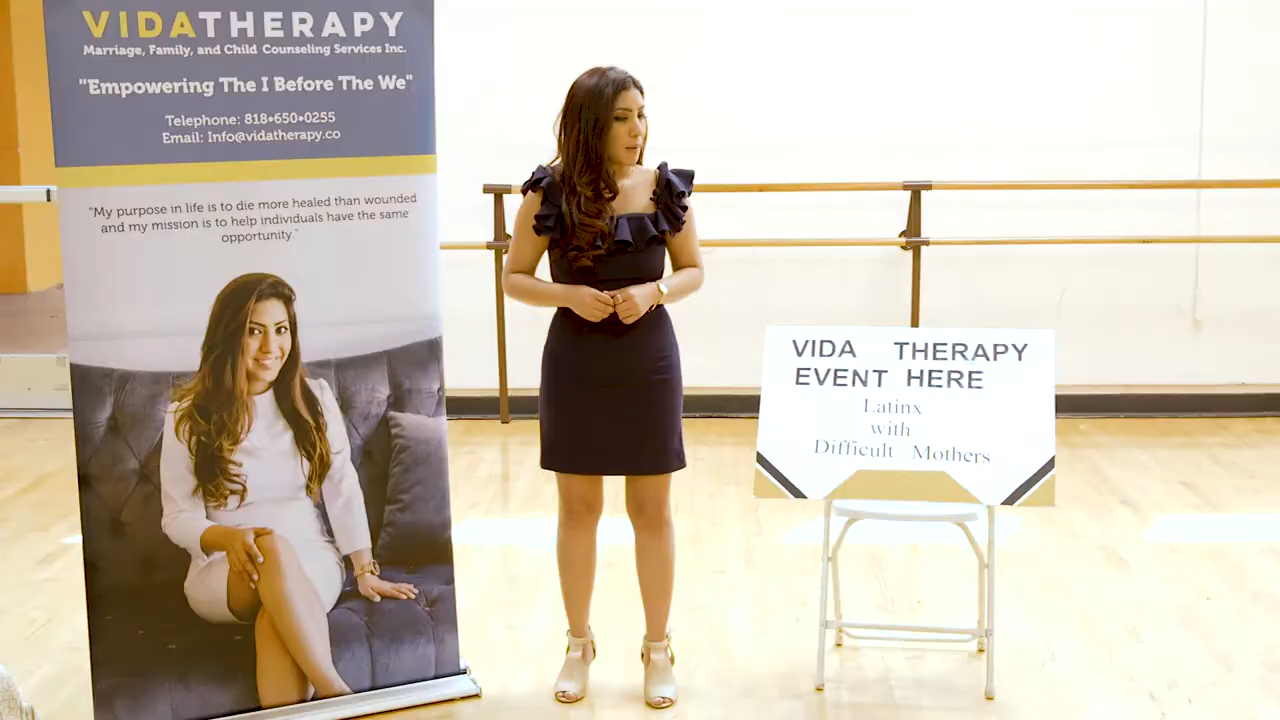 VIDATHERAPY
Marriage, Family, and Child Counseling Services Inc.
"Empowering The I Before The We"
Telephone: 818•650•0255
Email: Info@vidatherapy.co
"My purpose in life is to die more healed than wounded
and my mission is to help individuals have the same
opportunity."
VIDA THERAPY
EVENT HERE
Latinx
with
Difficult Mothers